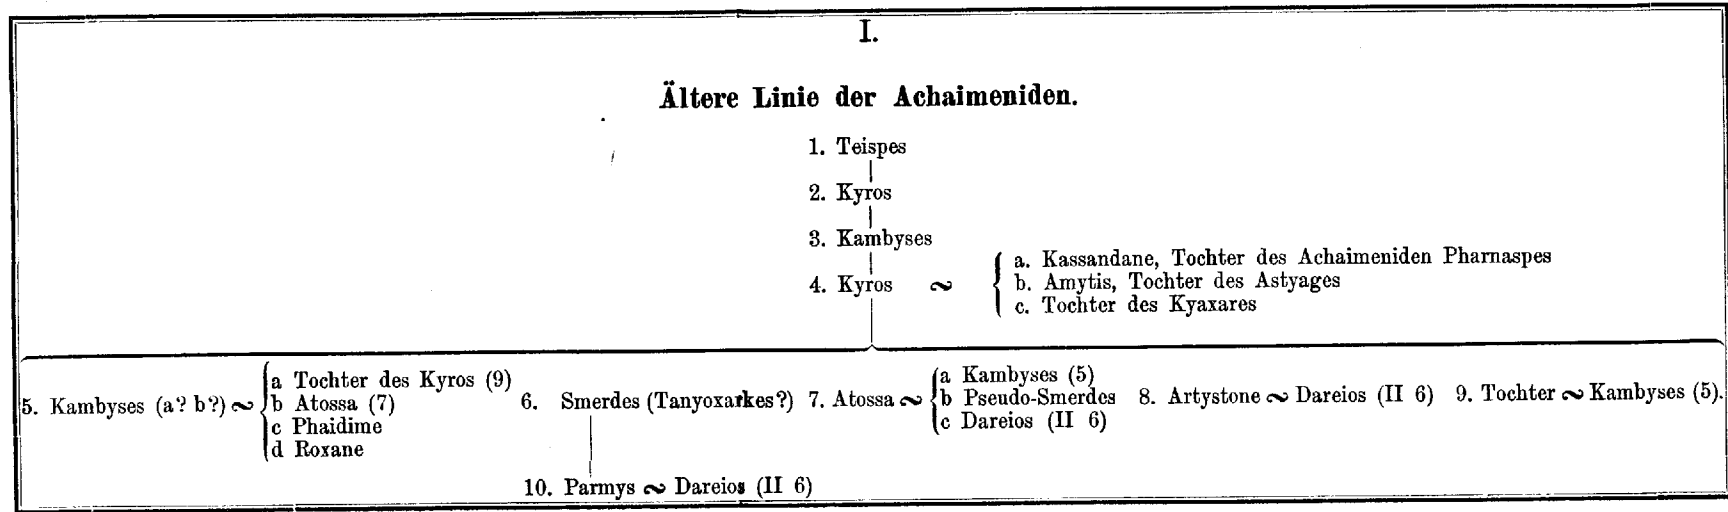 I.
Ältere Linie der Achaimeniden.
1. Teispes
2. Kyros
3. Kambyses
4. Kyros ∾
a. Kassandane, Tochter des Achaimeniden Pharnaspes
b. Amytis, Tochter des Astyages
c. Tochter des Kyaxares
5. Kambyses (a? b?) ∾
a Tochter des Kyros (9)
b Atossa (7)
c Phaidime
d Roxane
6. Smerdes (Tanyoxarkes?)
7. Atossa ∾
a Kambyses (5)
b Pseudo-Smerdes
c Dareios (II 6)
8. Artystone ∾ Dareios (II 6)
9. Tochter ∾ Kambyses (5).
10. Parmys ∾ Dareios (II 6)